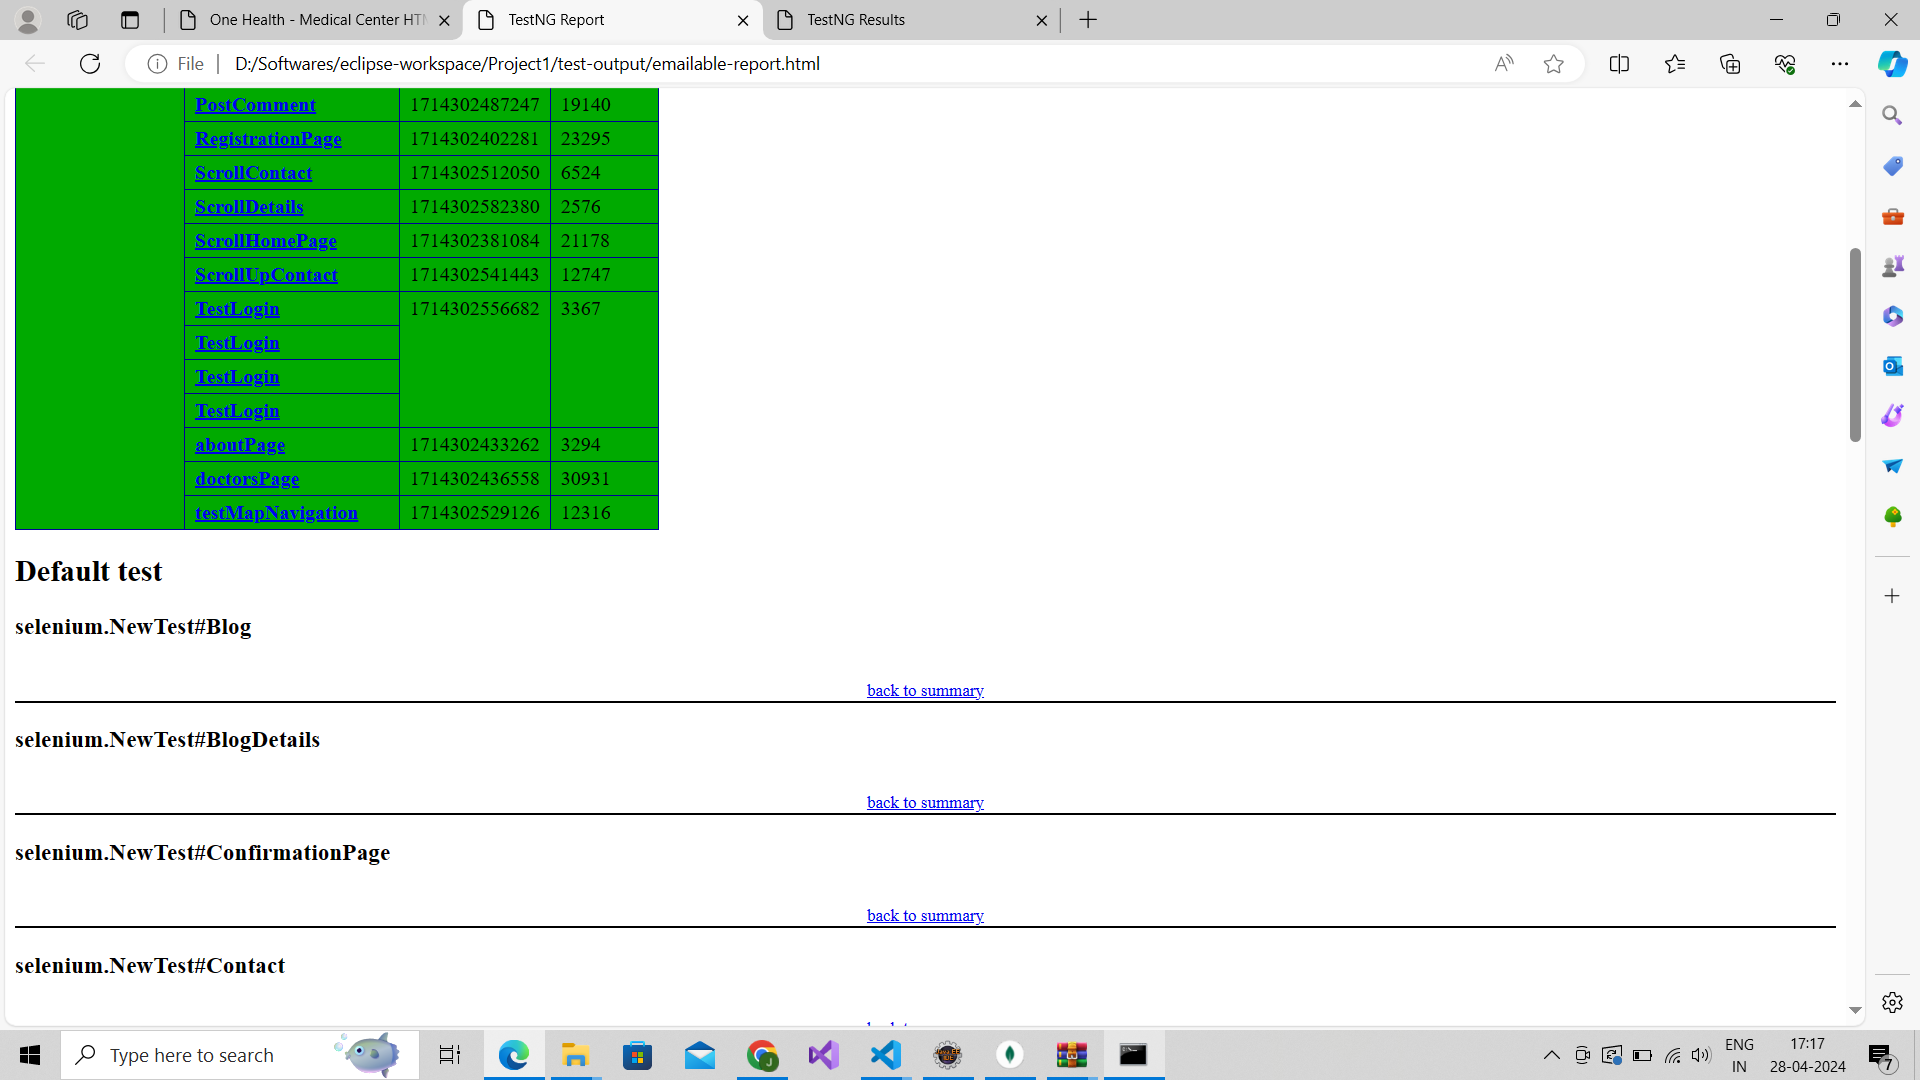 One Health - Medical Center HTM
TestNG Report
TestNG Results
File
D:/Softwares/eclipse-workspace/Project1/test-output/emailable-report.html
PostComment 1714302487247 19140
RegistrationPage 1714302402281 23295
ScrollContact 1714302512050 6524
ScrollDetails 1714302582380 2576
ScrollHomePage 1714302381084 21178
ScrollUpContact 1714302541443 12747
TestLogin 1714302556682 3367
TestLogin
TestLogin
TestLogin
aboutPage 1714302433262 3294
doctorsPage 1714302436558 30931
testMapNavigation 1714302529126 12316
Default test
selenium.NewTest#Blog
back to summary
selenium.NewTest#BlogDetails
back to summary
selenium.NewTest#ConfirmationPage
back to summary
selenium.NewTest#Contact
Type here to search
ENG
IN
17:17
28-04-2024
7